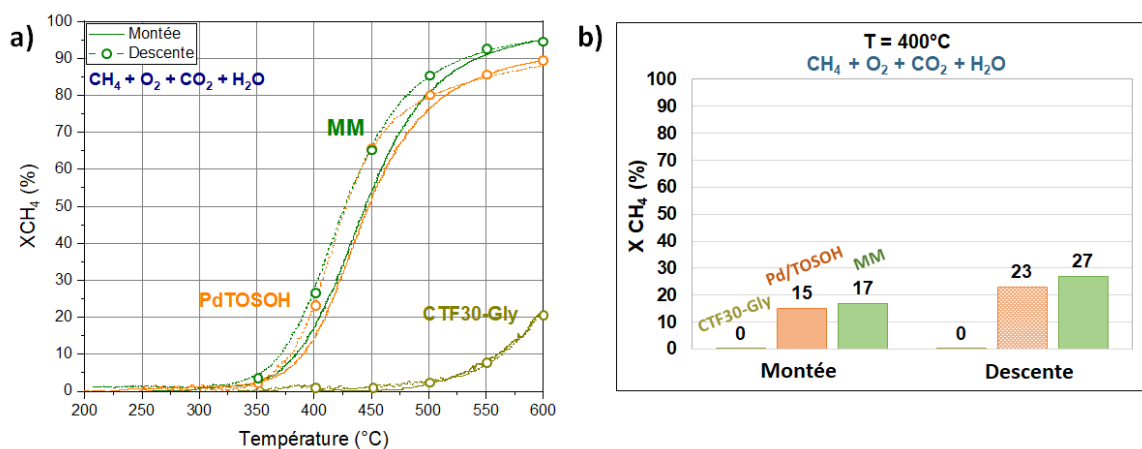 a)
Montée
Descente
CH₄ + O₂ + CO₂ + H₂O
MM
PdTOSOH
CTF30-Gly
XCH₄ (%)
100
90
80
70
60
50
40
30
20
10
0
200 250 300 350 400 450 500 550 600
Température (°C)
b)
T = 400°C
CH₄ + O₂ + CO₂ + H₂O
X CH₄ (%)
100
90
80
70
60
50
40
30
20
10
0
CTF30-Gly
Pd/TOSOH
MM
0 15 17 0 23 27
Montée Descente